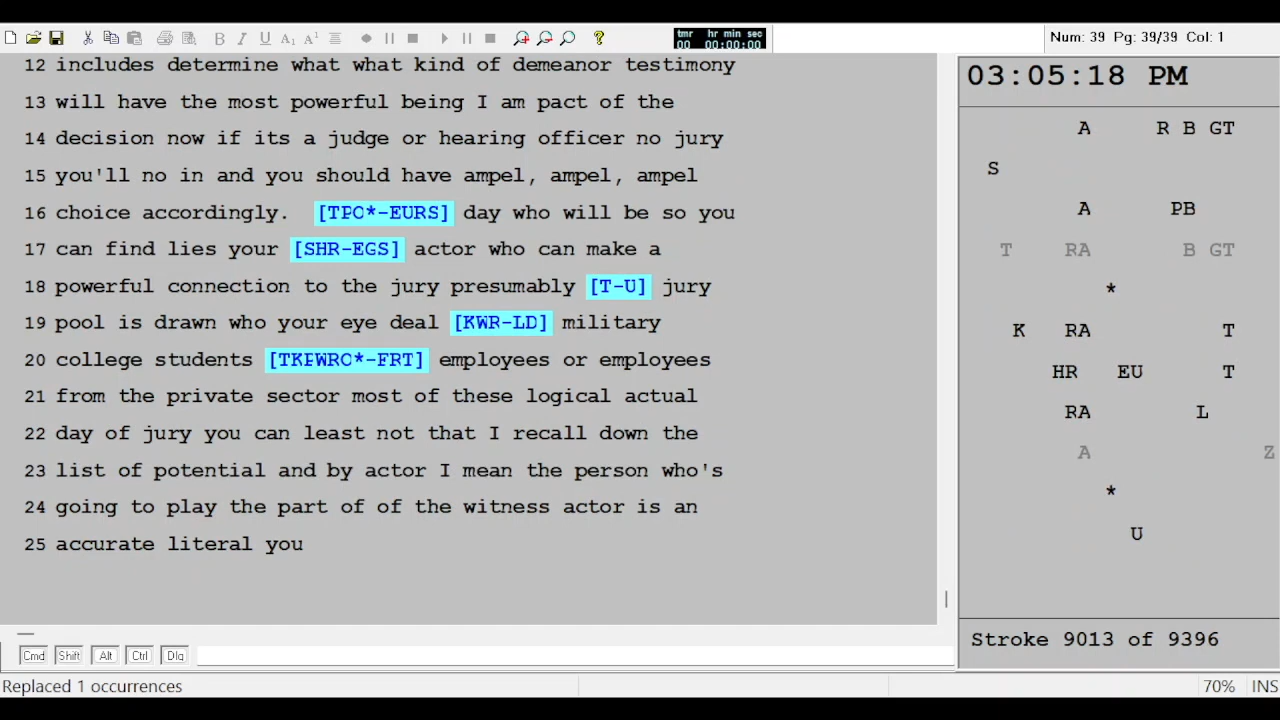 B I U A₁ A¹
tmr hr min sec
00 00:00:00
Num: 39 Pg: 39/39 Col: 1
12 includes determine what what kind of demeanor testimony
13 will have the most powerful being I am pact of the
14 decision now if its a judge or hearing officer no jury
15 you'll no in and you should have ampel, ampel, ampel
16 choice accordingly. [TPO*-EURS] day who will be so you
17 can find lies your [SHR-EGS] actor who can make a
18 powerful connection to the jury presumably [T-U] jury
19 pool is drawn who your eye deal [KWR-LD] military
20 college students [TKPWRO*-FRT] employees or employees
21 from the private sector most of these logical actual
22 day of jury you can least not that I recall down the
23 list of potential and by actor I mean the person who's
24 going to play the part of of the witness actor is an
25 accurate literal you
03:05:18 PM
A R B GT
S
A PB
T RA B GT
*
K RA T
HR EU T
RA L
A Z
*
U
Stroke 9013 of 9396
Cmd Shift Alt Ctrl Dlg
Replaced 1 occurrences
70% INS